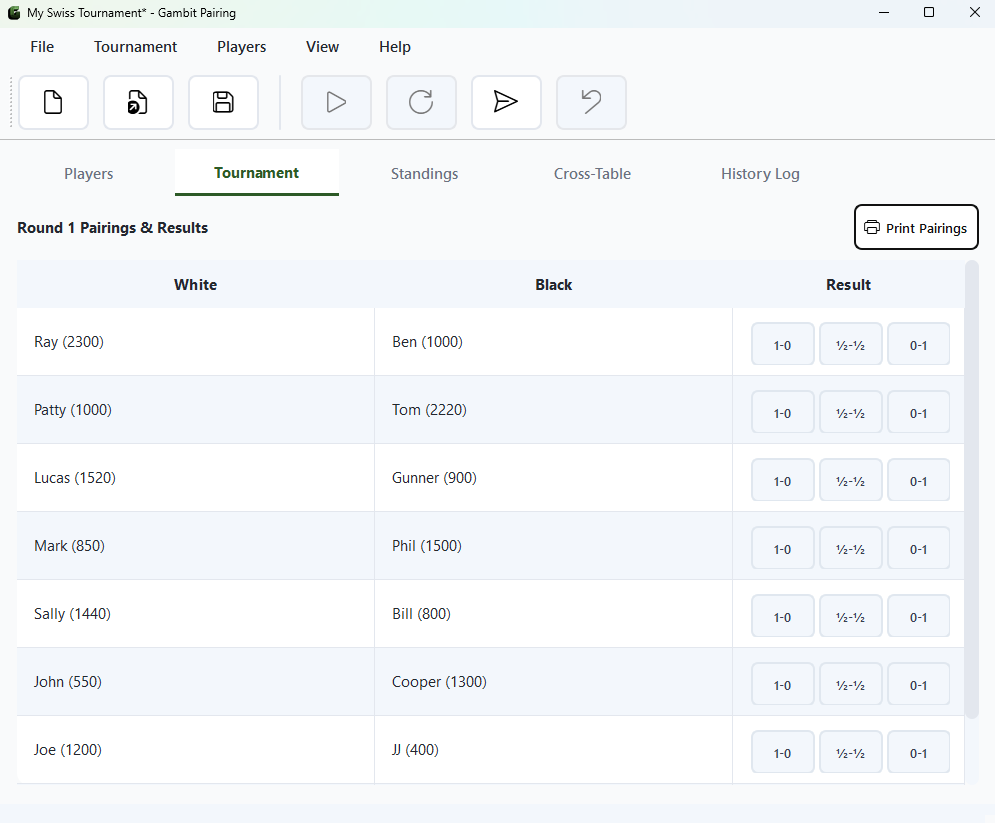 My Swiss Tournament* - Gambit Pairing
File Tournament Players View Help
Players Tournament Standings Cross-Table History Log
Round 1 Pairings & Results Print Pairings
White Black Result
Ray (2300) Ben (1000) 1-0 ½-½ 0-1
Patty (1000) Tom (2220) 1-0 ½-½ 0-1
Lucas (1520) Gunner (900) 1-0 ½-½ 0-1
Mark (850) Phil (1500) 1-0 ½-½ 0-1
Sally (1440) Bill (800) 1-0 ½-½ 0-1
John (550) Cooper (1300) 1-0 ½-½ 0-1
Joe (1200) JJ (400) 1-0 ½-½ 0-1